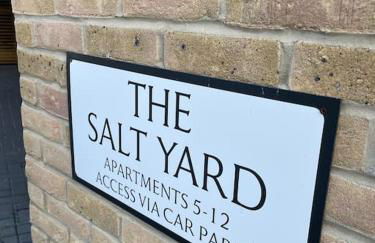 THE
SALT YARD
APARTMENTS 5-12
ACCESS VIA CAR PAR